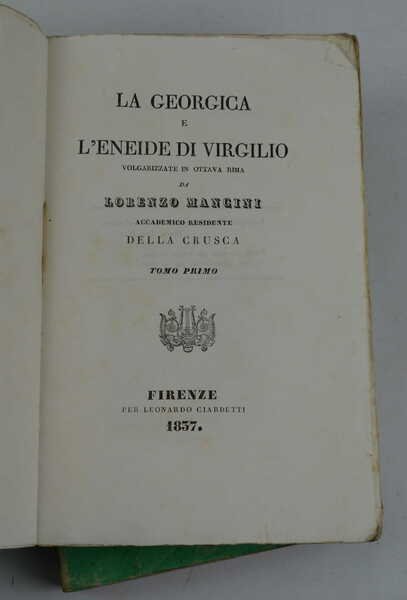 LA GEORGICA
E
L'ENEIDE DI VIRGILIO
VOLGARIZZATE IN OTTAVA RIMA
DA
LORENZO MANCINI
ACCADEMICO RESIDENTE
DELLA CRUSCA
TOMO PRIMO
FIRENZE
PER LEONARDO CIARDETTI
1837.